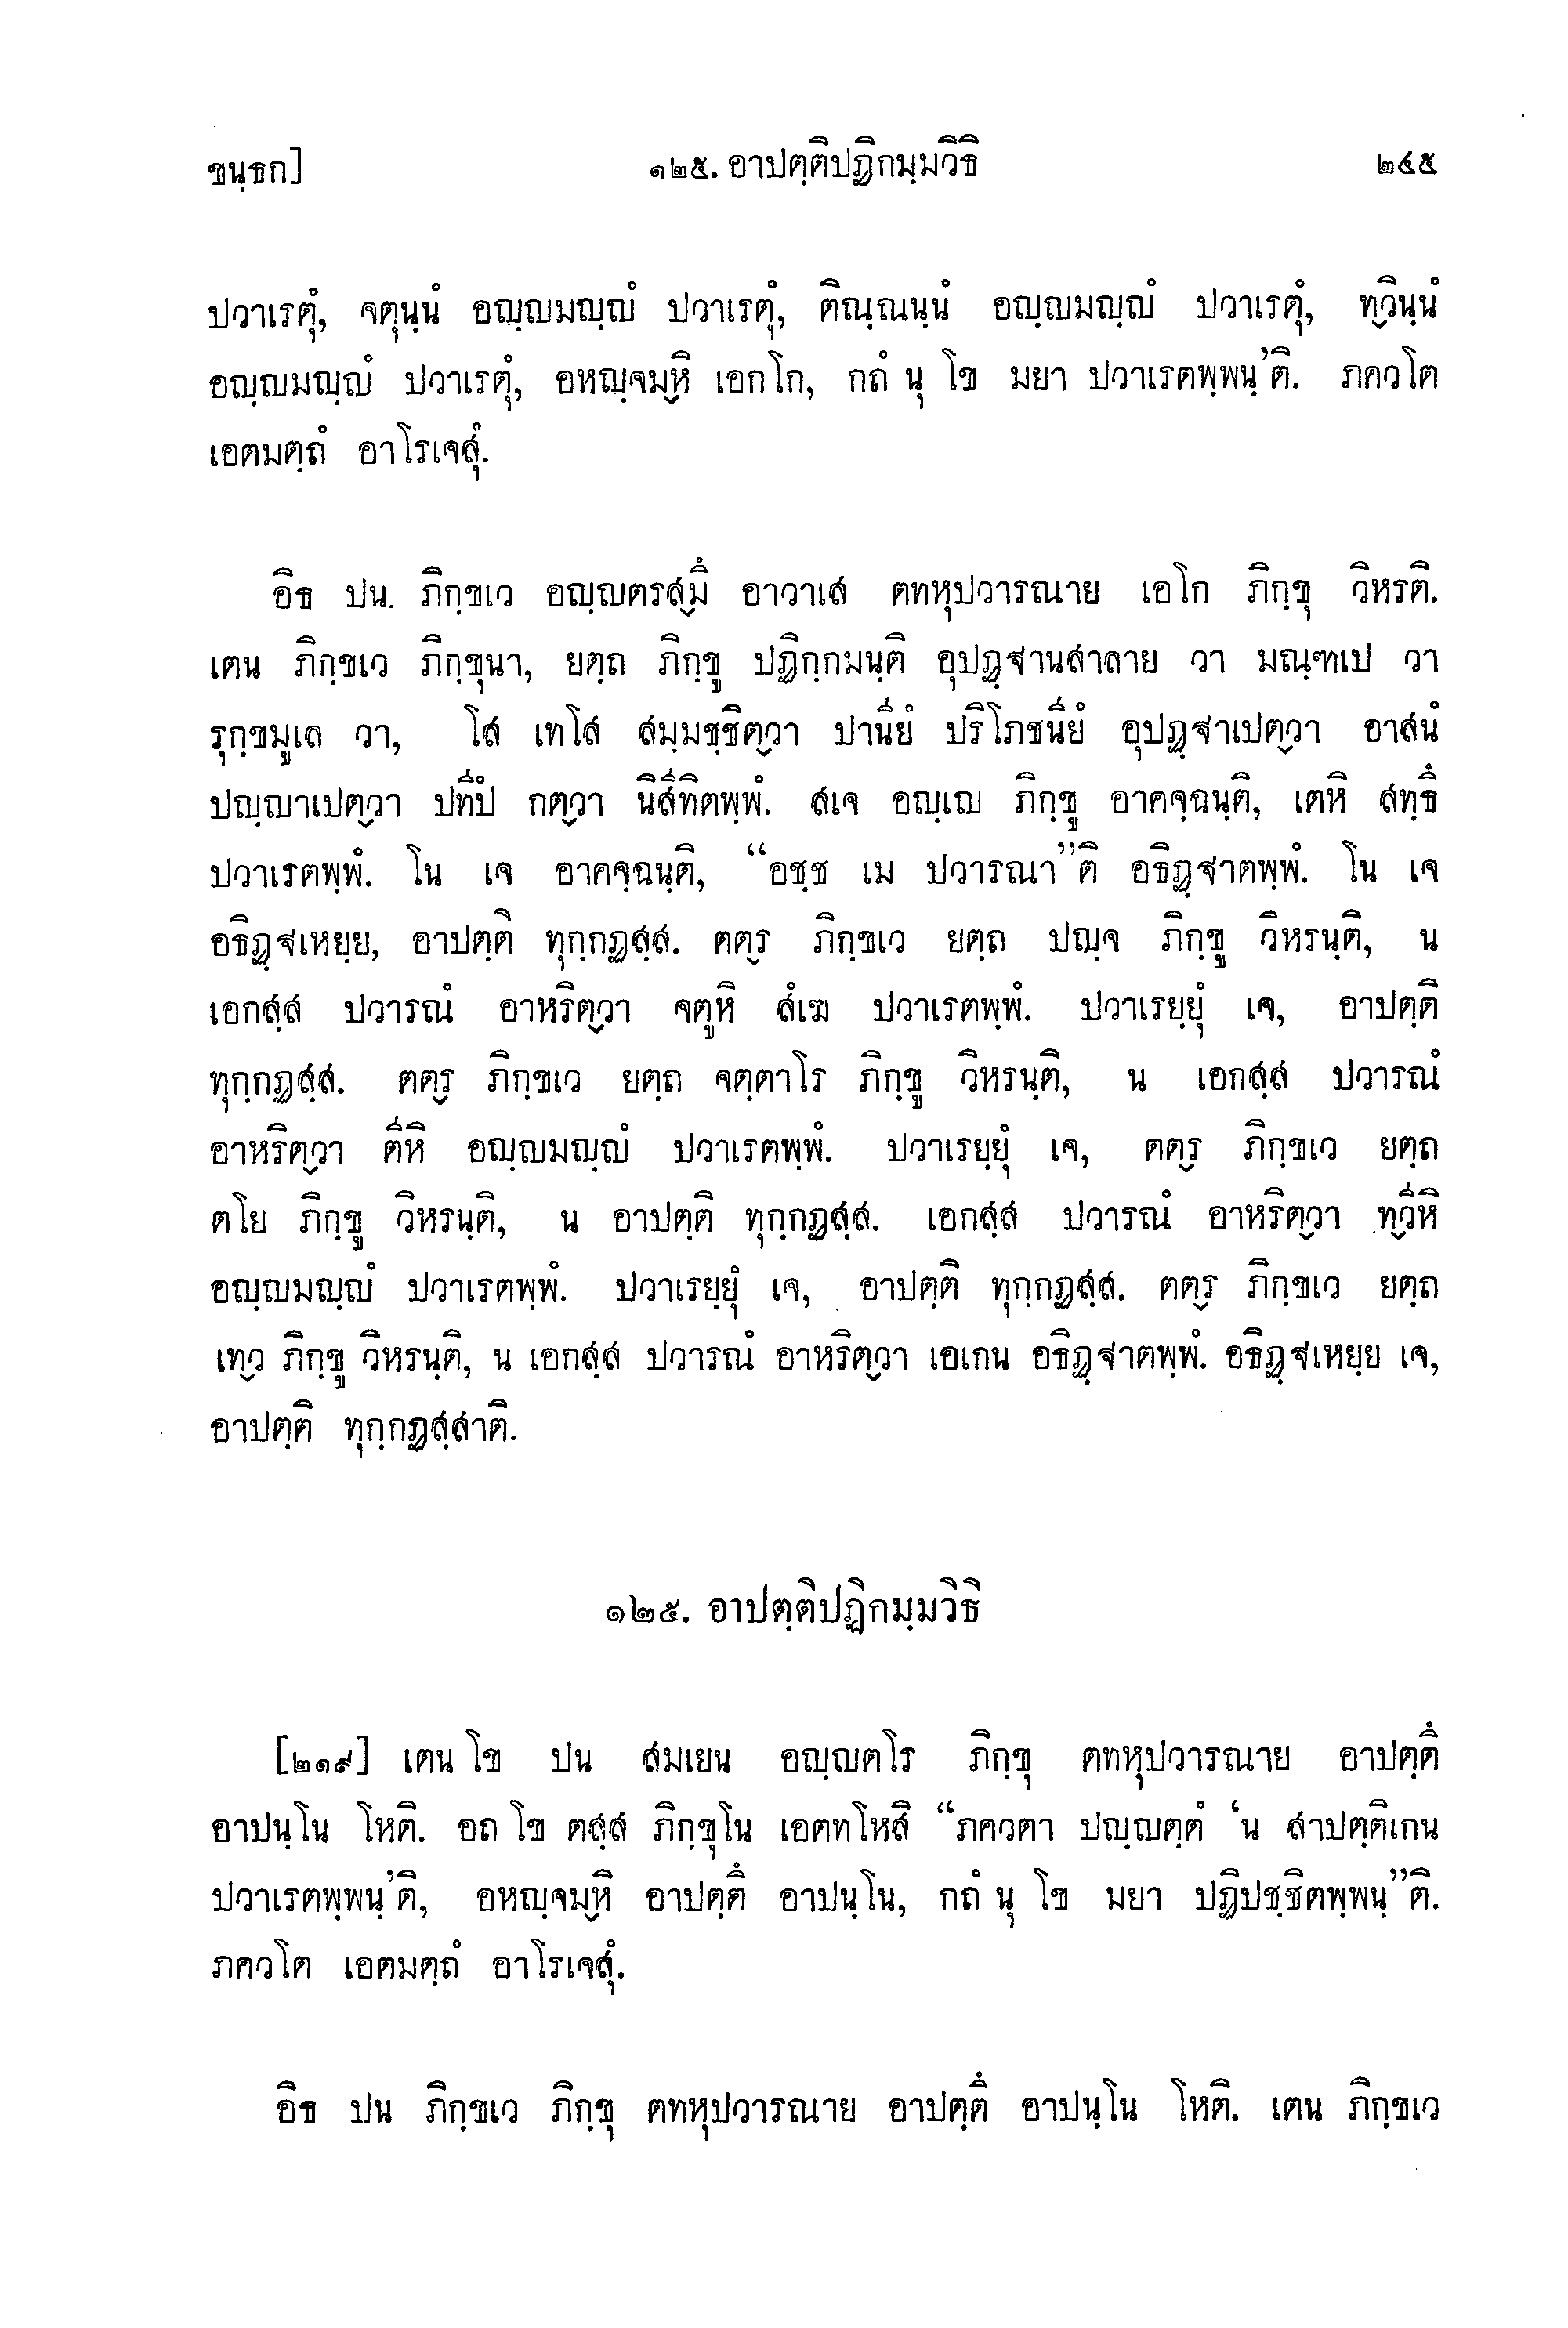 ขนฺธก]
๑๒๕. อาปตฺติปฏิกมฺมวิธิ
๒๔๕
ปวาเรตุํ, จตุนฺนํ อญฺญมญฺญํ ปวาเรตุํ, ติณฺณนฺนํ อญฺญมญฺญํ ปวาเรตุํ, ทฺวินฺนํ
อญฺญมญฺญํ ปวาเรตุํ, อหญฺจมฺหิ เอกโก, กถํ นุ โข มยา ปวาเรตพฺพนฺ’ติ. ภควโต
เอตมตฺถํ อาโรเจสุํ.
อิธ ปน. ภิกฺขเว อญฺญตรสฺมึ อาวาเส ตทหุปวารณาย เอโก ภิกฺขุ วิหรติ.
เตน ภิกฺขเว ภิกฺขุนา, ยตฺถ ภิกฺขู ปฏิกฺกมนฺติ อุปฏฺฐานสาลาย วา มณฺฑเป วา
รุกฺขมูเล วา, โส เทโส สมฺมชฺชิตฺวา ปานียํ ปริโภชนียํ อุปฏฺฐาเปตฺวา อาสนํ
ปญฺญาเปตฺวา ปทีปํ กตฺวา นิสีทิตพฺพํ. สเจ อญฺเญ ภิกฺขู อาคจฺฉนฺติ, เตหิ สทฺธึ
ปวาเรตพฺพํ. โน เจ อาคจฺฉนฺติ, “อชฺช เม ปวารณา”ติ อธิฏฺฐาตพฺพํ. โน เจ
อธิฏฺฐเหยฺย, อาปตฺติ ทุกฺกฏสฺส. ตตฺร ภิกฺขเว ยตฺถ ปญฺจ ภิกฺขู วิหรนฺติ, น
เอกสฺส ปวารณํ อาหริตฺวา จตูหิ สํเฆ ปวาเรตพฺพํ. ปวาเรยฺยุํ เจ, อาปตฺติ
ทุกฺกฏสฺส. ตตฺร ภิกฺขเว ยตฺถ จตฺตาโร ภิกฺขู วิหรนฺติ, น เอกสฺส ปวารณํ
อาหริตฺวา ตีหิ อญฺญมญฺญํ ปวาเรตพฺพํ. ปวาเรยฺยุํ เจ, ตตฺร ภิกฺขเว ยตฺถ
ตโย ภิกฺขู วิหรนฺติ, น อาปตฺติ ทุกฺกฏสฺส. เอกสฺส ปวารณํ อาหริตฺวา ทฺวีหิ
อญฺญมญฺญํ ปวาเรตพฺพํ. ปวาเรยฺยุํ เจ, อาปตฺติ ทุกฺกฏสฺส. ตตฺร ภิกฺขเว ยตฺถ
เทฺว ภิกฺขู วิหรนฺติ, น เอกสฺส ปวารณํ อาหริตฺวา เอเกน อธิฏฺฐาตพฺพํ. อธิฏฺฐเหยฺย เจ,
อาปตฺติ ทุกฺกฏสฺสาติ.
๑๒๕. อาปตฺติปฏิกมฺมวิธิ
[๒๑๙] เตน โข ปน สมเยน อญฺญตโร ภิกฺขุ ตทหุปวารณาย อาปตฺตึ
อาปนฺโน โหติ. อถ โข ตสฺส ภิกฺขุโน เอตทโหสิ “ภควตา ปญฺญตฺตํ ‘น สาปตฺติเกน
ปวาเรตพฺพนฺ’ติ, อหญฺจมฺหิ อาปตฺตึ อาปนฺโน, กถํ นุ โข มยา ปฏิปชฺชิตพฺพนฺ”ติ.
ภควโต เอตมตฺถํ อาโรเจสุํ.
อิธ ปน ภิกฺขเว ภิกฺขุ ตทหุปวารณาย อาปตฺตึ อาปนฺโน โหติ. เตน ภิกฺขเว